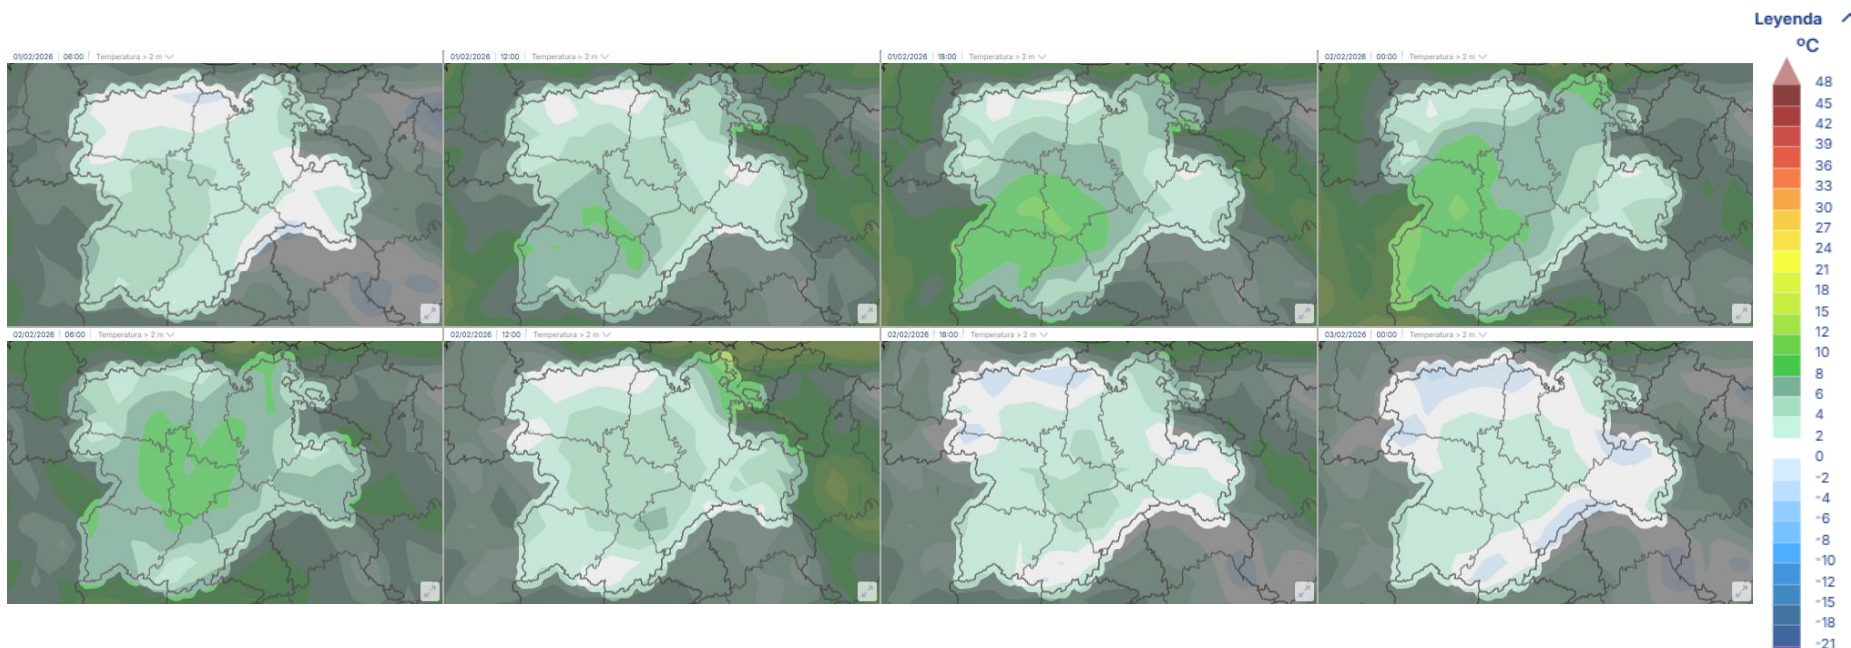 Leyenda
ºC
01/02/2026 06:00 Temperatura > 2 m
01/02/2026 12:00 Temperatura > 2 m
01/02/2026 18:00 Temperatura > 2 m
02/02/2026 00:00 Temperatura > 2 m
02/02/2026 06:00 Temperatura > 2 m
02/02/2026 12:00 Temperatura > 2 m
02/02/2026 18:00 Temperatura > 2 m
03/02/2026 00:00 Temperatura > 2 m
48
45
42
39
36
33
30
27
24
21
18
15
12
10
8
6
4
2
0
-2
-4
-6
-8
-10
-12
-15
-18
-21